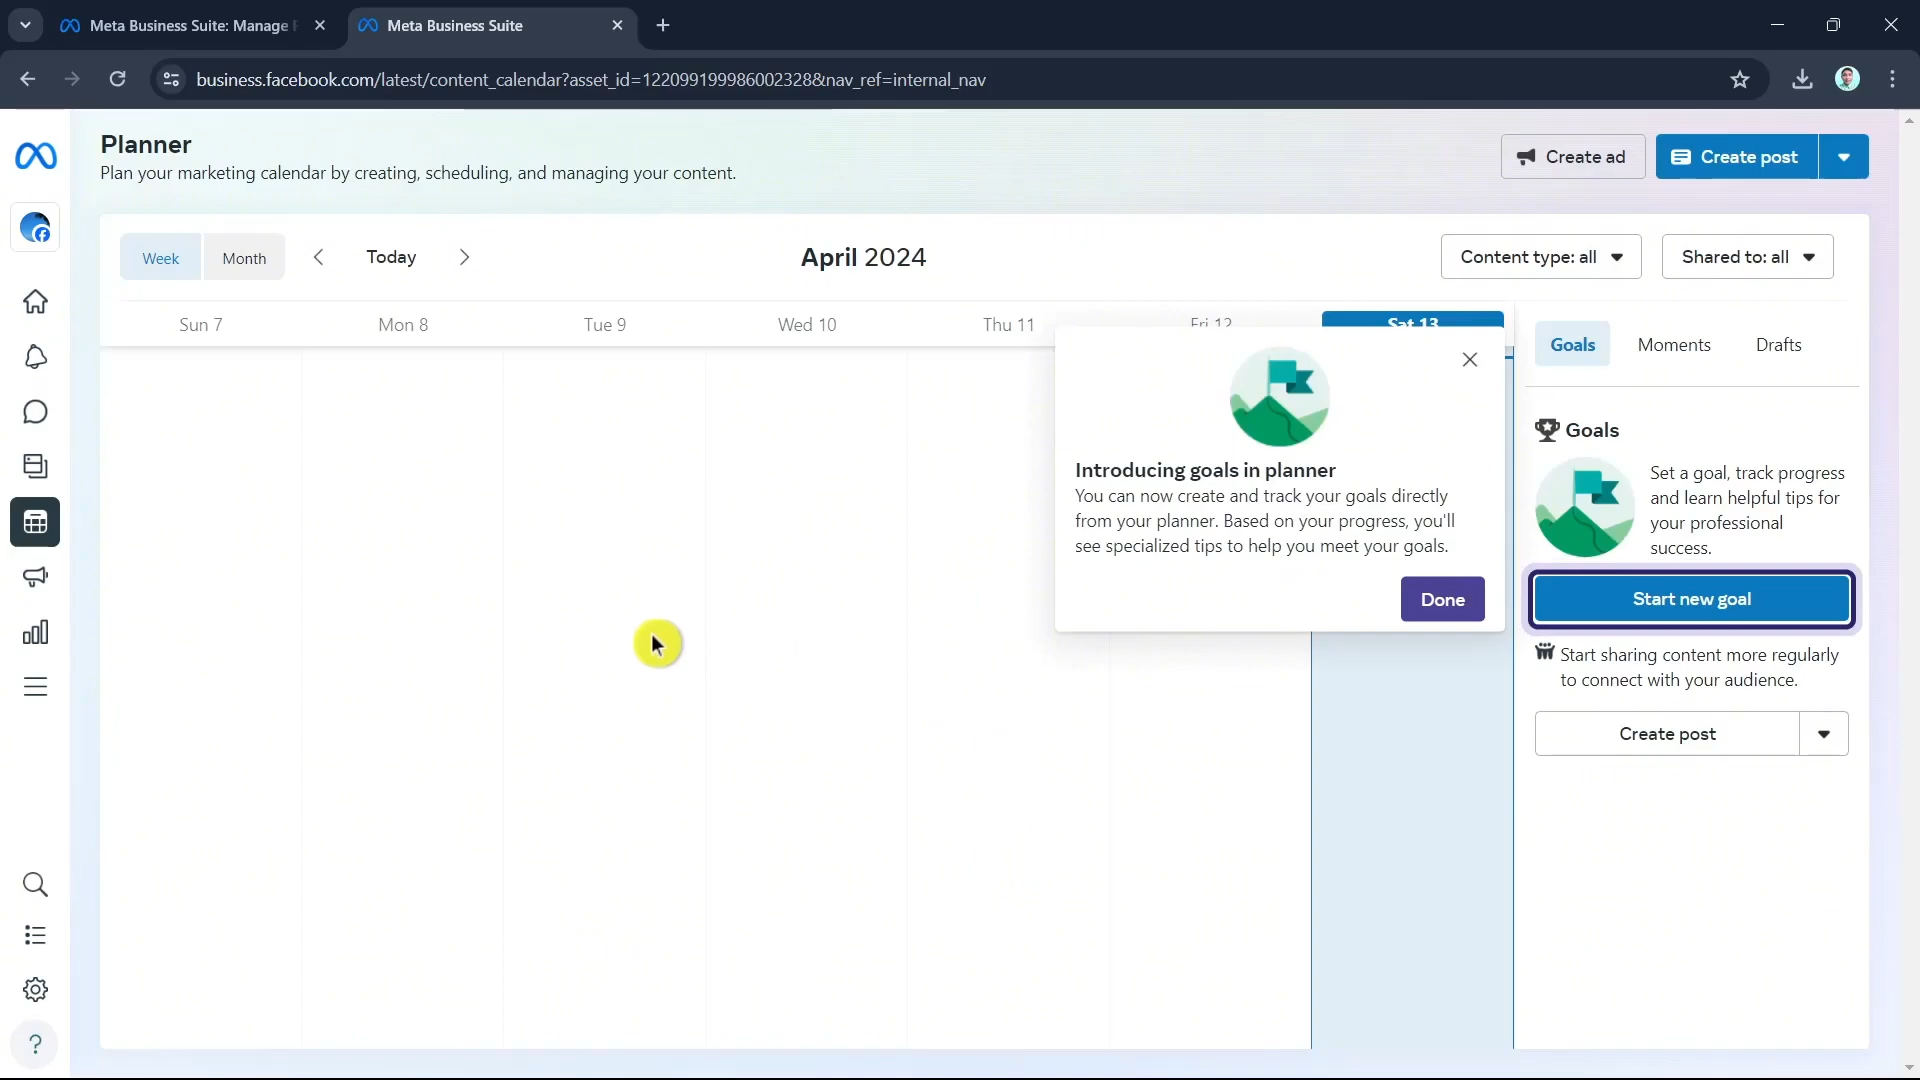 Meta Business Suite: Manage
Meta Business Suite
business.facebook.com/latest/content_calendar?asset_id=122099199986002328&nav_ref=internal_nav
Planner
Plan your marketing calendar by creating, scheduling, and managing your content.
Create ad
Create post
Week
Month
Today
April 2024
Content type: all
Shared to: all
Sun 7
Mon 8
Tue 9
Wed 10
Thu 11
Fri 12
Sat 13
Goals
Moments
Drafts
Introducing goals in planner
You can now create and track your goals directly
from your planner. Based on your progress, you'll
see specialized tips to help you meet your goals.
Done
Goals
Set a goal, track progress
and learn helpful tips for
your professional
success.
Start new goal
Start sharing content more regularly
to connect with your audience.
Create post
?